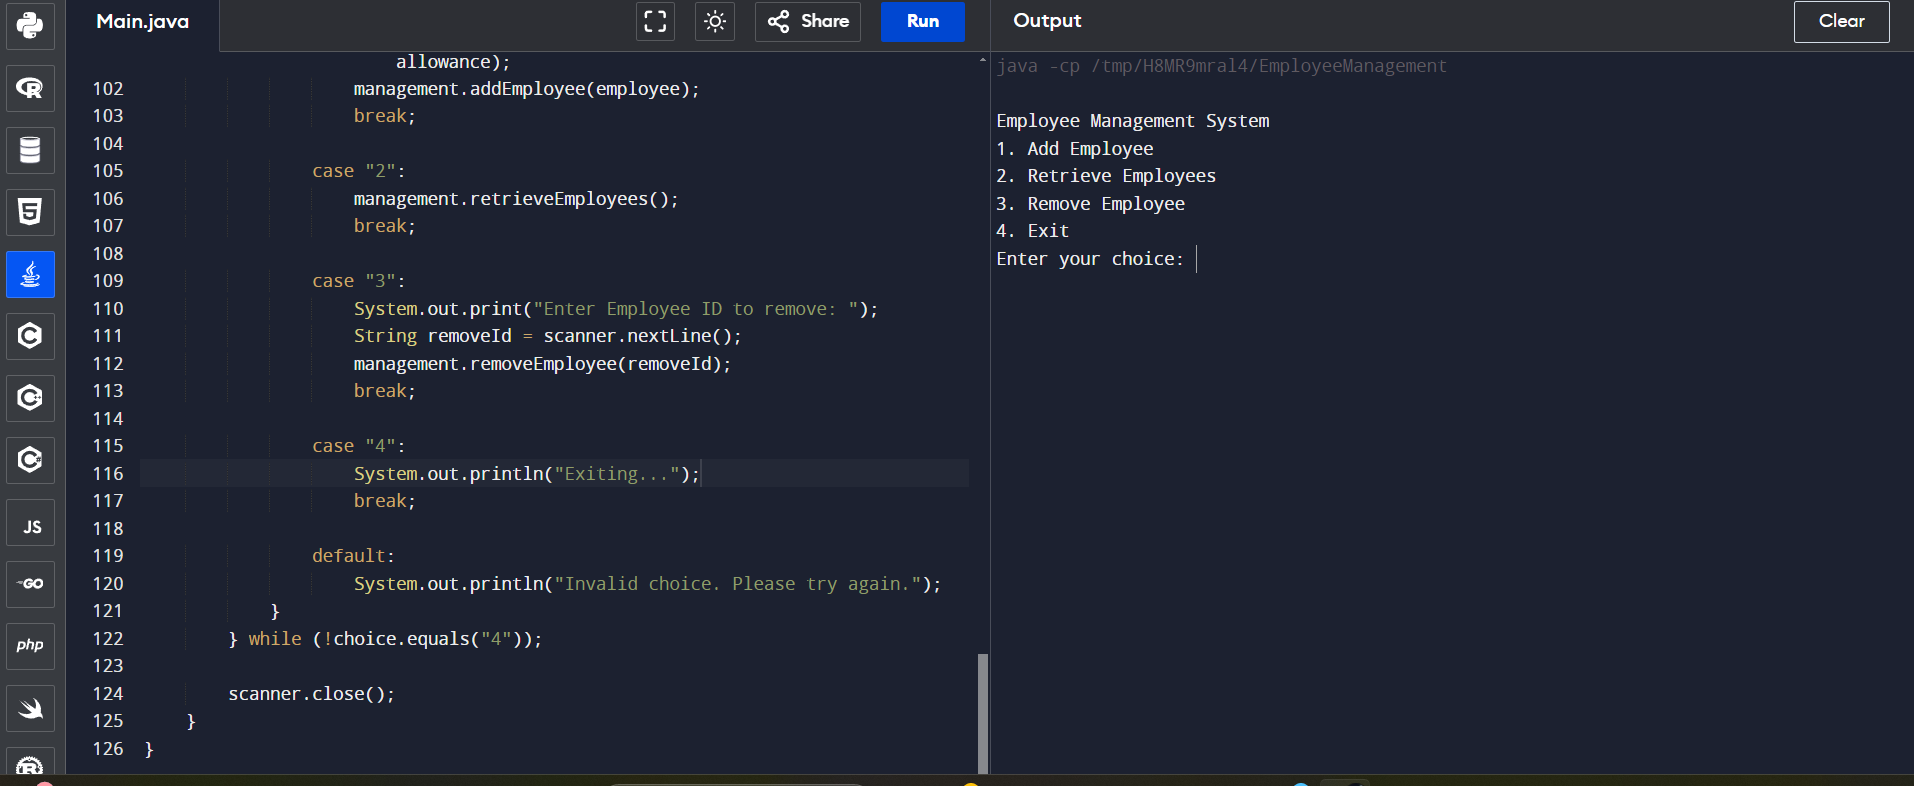 Main.java
Share
Run
Output
Clear
allowance);
102 management.addEmployee(employee);
103 break;
104
105 case "2":
106 management.retrieveEmployees();
107 break;
108
109 case "3":
110 System.out.print("Enter Employee ID to remove: ");
111 String removeId = scanner.nextLine();
112 management.removeEmployee(removeId);
113 break;
114
115 case "4":
116 System.out.println("Exiting...");
117 break;
118
119 default:
120 System.out.println("Invalid choice. Please try again.");
121 }
122 } while (!choice.equals("4"));
123
124 scanner.close();
125 }
126 }
java -cp /tmp/H8MR9mral4/EmployeeManagement
Employee Management System
1. Add Employee
2. Retrieve Employees
3. Remove Employee
4. Exit
Enter your choice:
R
5
C
C
C
JS
GO
php
R